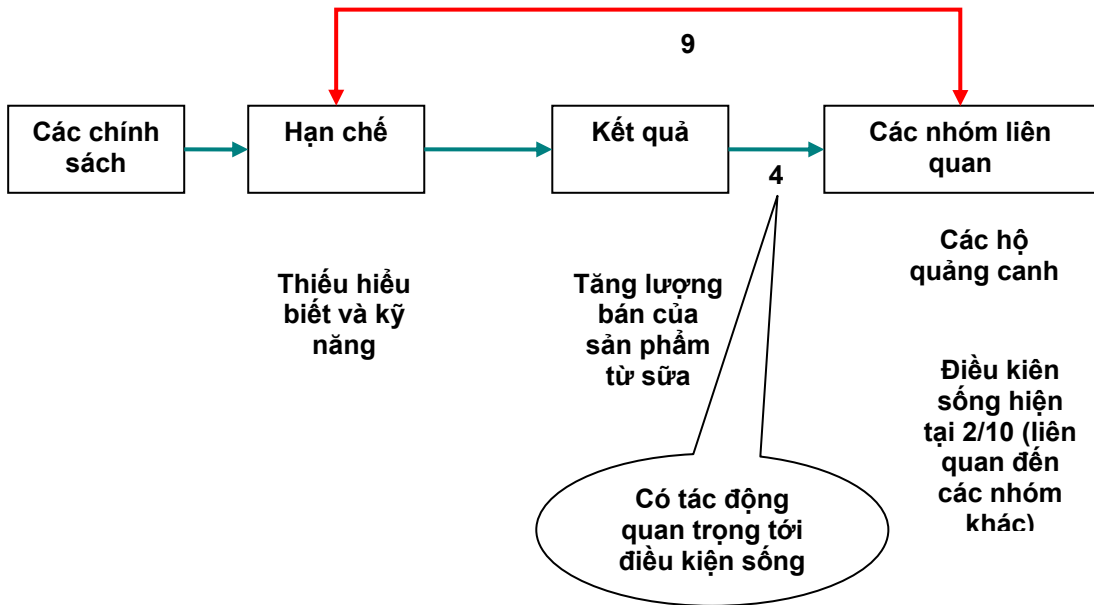 9
Các chính
sách
Hạn chế
Kết quả
Các nhóm liên
quan
4
Thiếu hiểu
biết và kỹ
năng
Tăng lượng
bán của
sản phẩm
từ sữa
Các hộ
quảng canh
Điều kiên
sống hiện
tại 2/10 (liên
quan đến
các nhóm
khác)
Có tác động
quan trọng tới
điều kiện sống